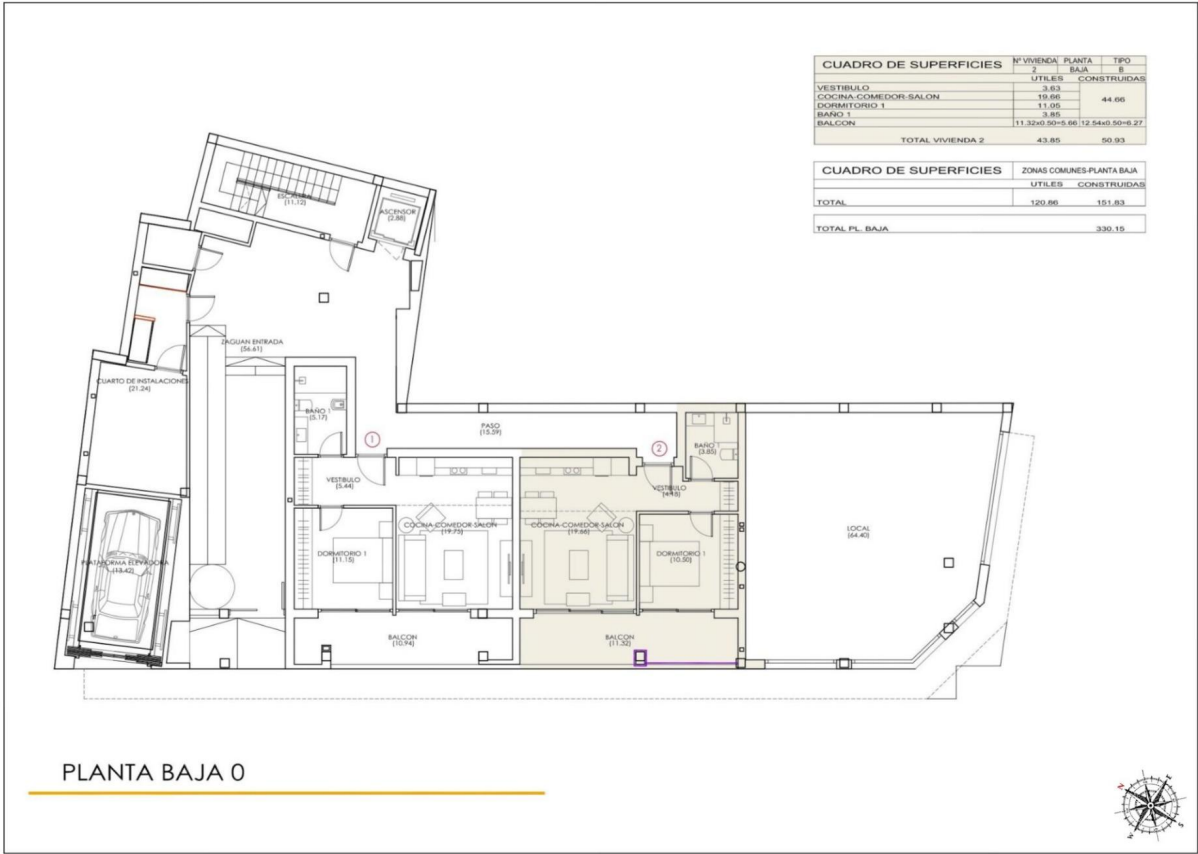 CUADRO DE SUPERFICIES Nº VIVIENDA PLANTA TIPO
2 BAJA B
UTILES CONSTRUIDAS
VESTIBULO 3.63
COCINA-COMEDOR-SALON 19.66 44.66
DORMITORIO 1 11.05
BAÑO 1 3.85
BALCON 11.32x0.50=5.66 12.54x0.50=6.27
TOTAL VIVIENDA 2 43.85 50.93
CUADRO DE SUPERFICIES ZONAS COMUNES-PLANTA BAJA
UTILES CONSTRUIDAS
TOTAL 120.86 151.83
TOTAL PL. BAJA 330.15
ESCALERA
(11.12)
ASCENSOR
(2.88)
ZAGUAN ENTRADA
(56.61)
CUARTO DE INSTALACIONES
(21.24)
BAÑO 1
(5.17)
1
PASO
(15.59)
2
BAÑO 1
(3.85)
VESTIBULO
(5.44)
VESTIBULO
(4.18)
COCINA-COMEDOR-SALON
(19.75)
COCINA-COMEDOR-SALON
(19.66)
LOCAL
(64.40)
DORMITORIO 1
(11.15)
DORMITORIO 1
(10.50)
PLATAFORMA ELEVADORA
(13.42)
BALCON
(10.94)
BALCON
(11.32)
PLANTA BAJA 0
N
E
S
W